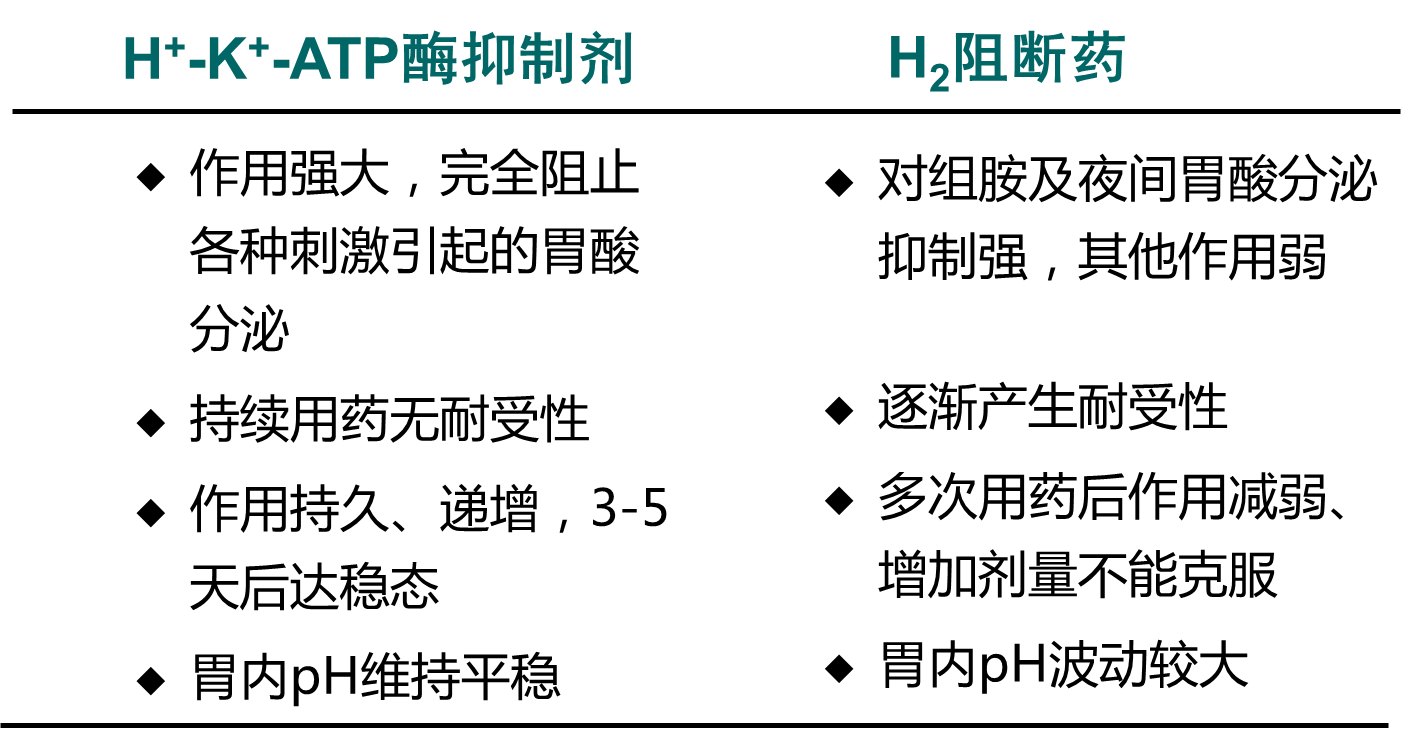 H⁺-K⁺-ATP酶抑制剂
H₂阻断药
◆ 作用强大，完全阻止
各种刺激引起的胃酸
分泌
◆ 持续用药无耐受性
◆ 作用持久、递增，3-5
天后达稳态
◆ 胃内pH维持平稳
◆ 对组胺及夜间胃酸分泌
抑制强，其他作用弱
◆ 逐渐产生耐受性
◆ 多次用药后作用减弱、
增加剂量不能克服
◆ 胃内pH波动较大